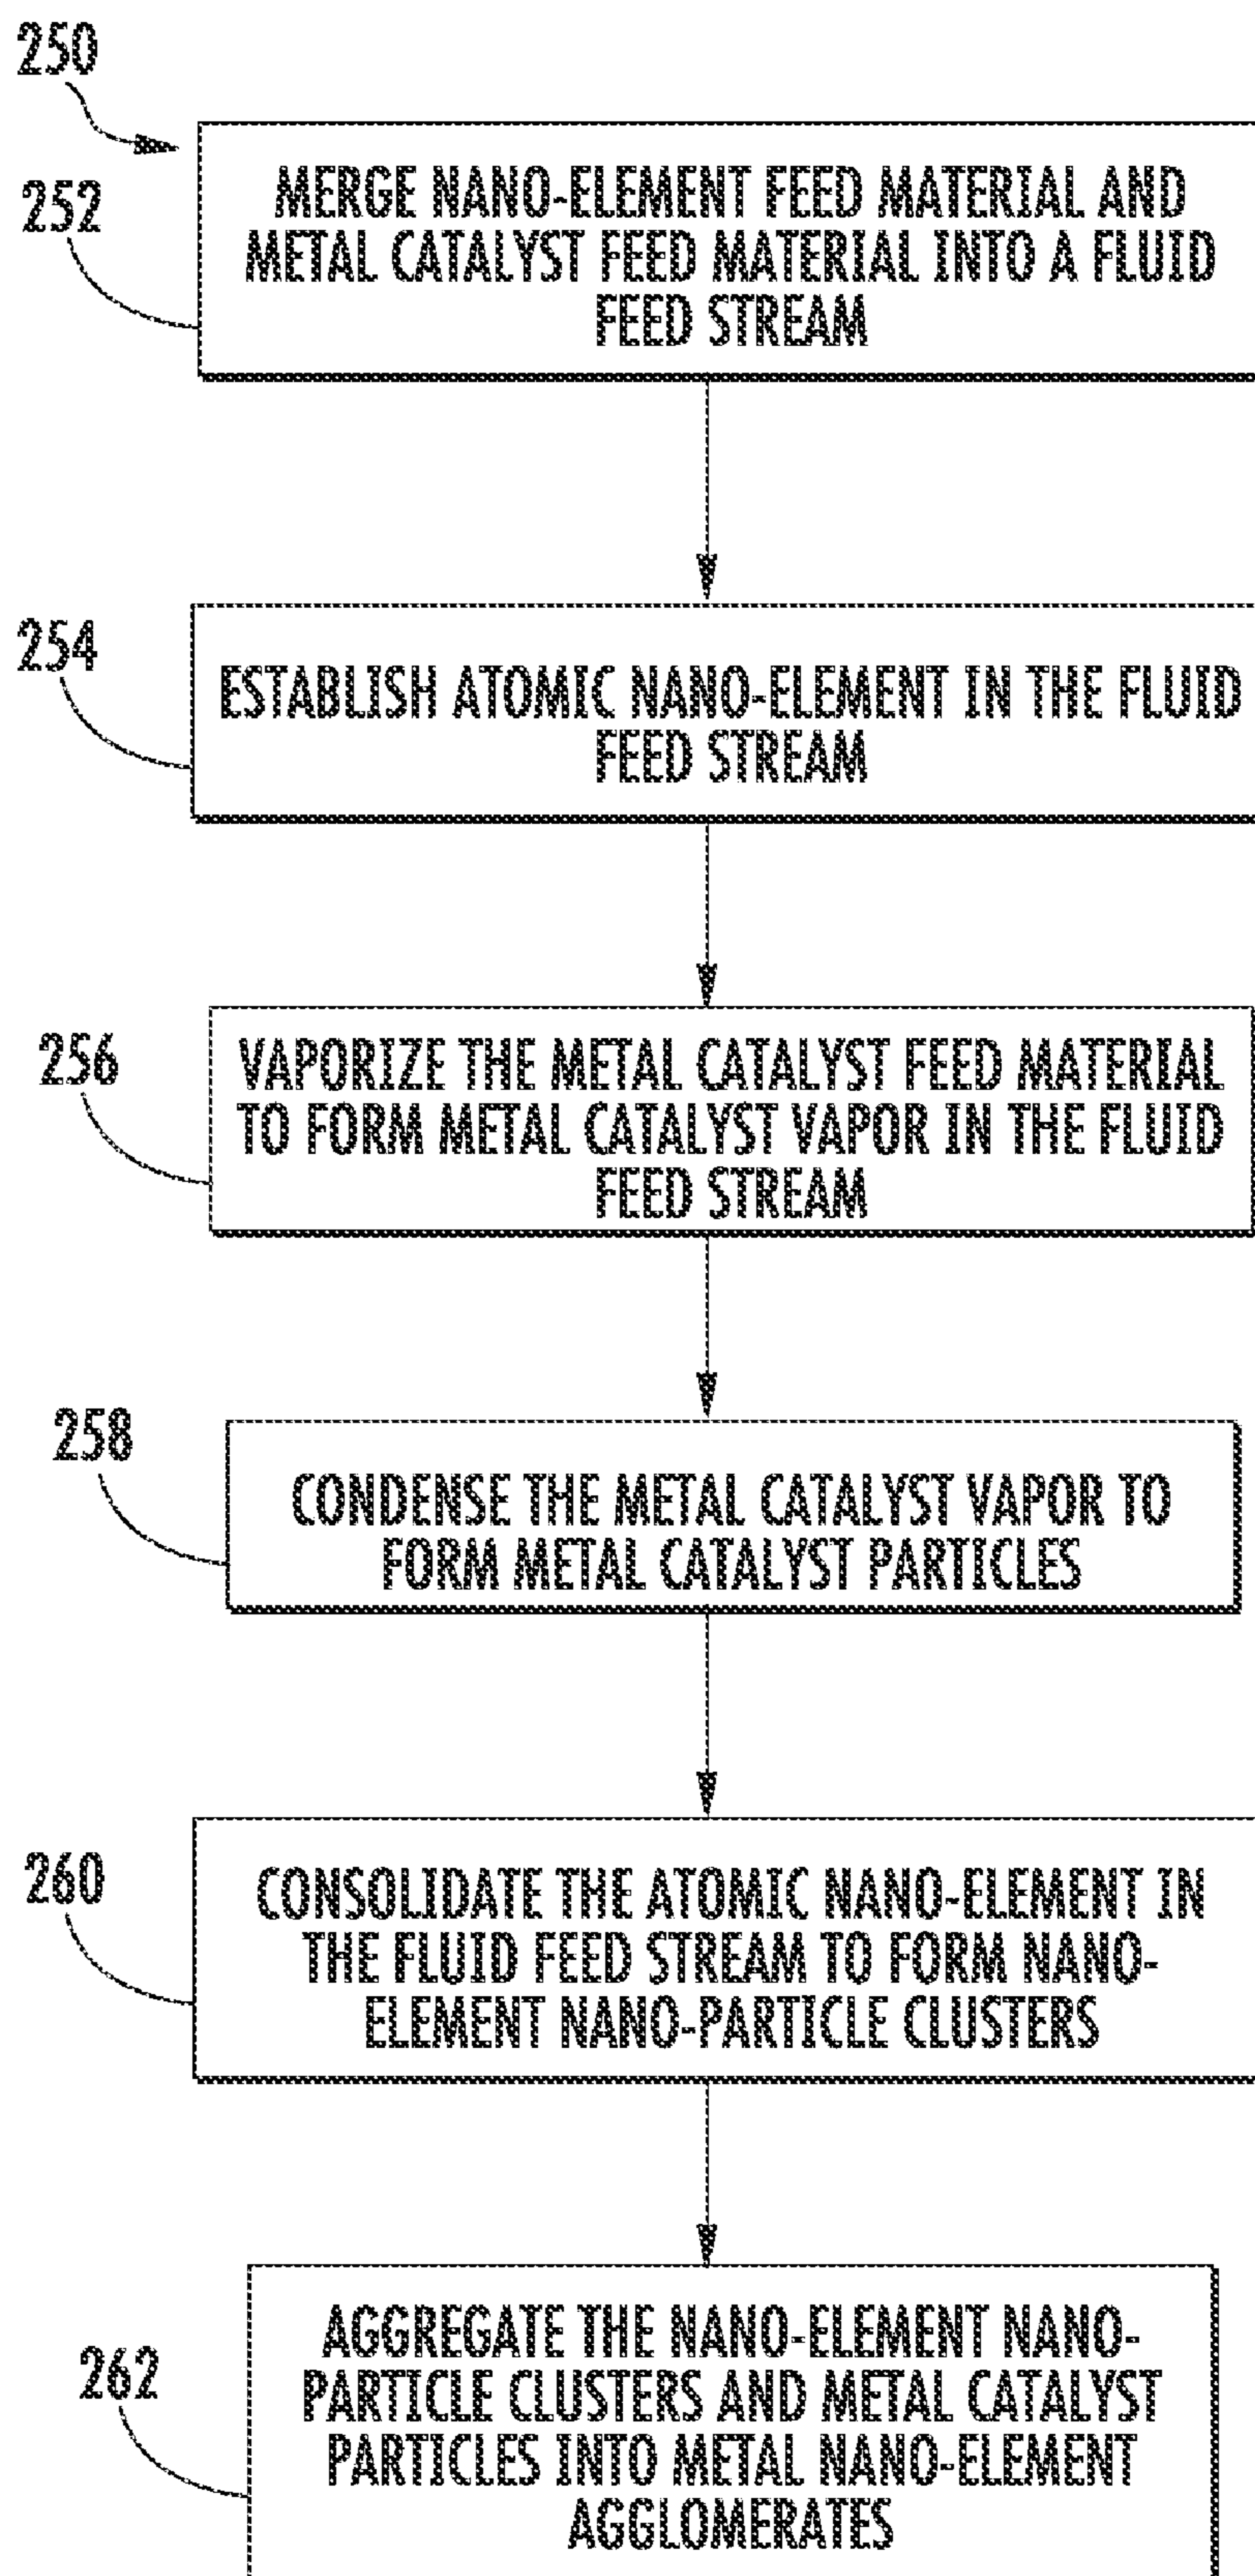 250
252
MERGE NANO-ELEMENT FEED MATERIAL AND
METAL CATALYST FEED MATERIAL INTO A FLUID
FEED STREAM
254
ESTABLISH ATOMIC NANO-ELEMENT IN THE FLUID
FEED STREAM
256
VAPORIZE THE METAL CATALYST FEED MATERIAL
TO FORM METAL CATALYST VAPOR IN THE FLUID
FEED STREAM
258
CONDENSE THE METAL CATALYST VAPOR TO
FORM METAL CATALYST PARTICLES
260
CONSOLIDATE THE ATOMIC NANO-ELEMENT IN
THE FLUID FEED STREAM TO FORM NANO-
ELEMENT NANO-PARTICLE CLUSTERS
262
AGGREGATE THE NANO-ELEMENT NANO-
PARTICLE CLUSTERS AND METAL CATALYST
PARTICLES INTO METAL NANO-ELEMENT
AGGLOMERATES